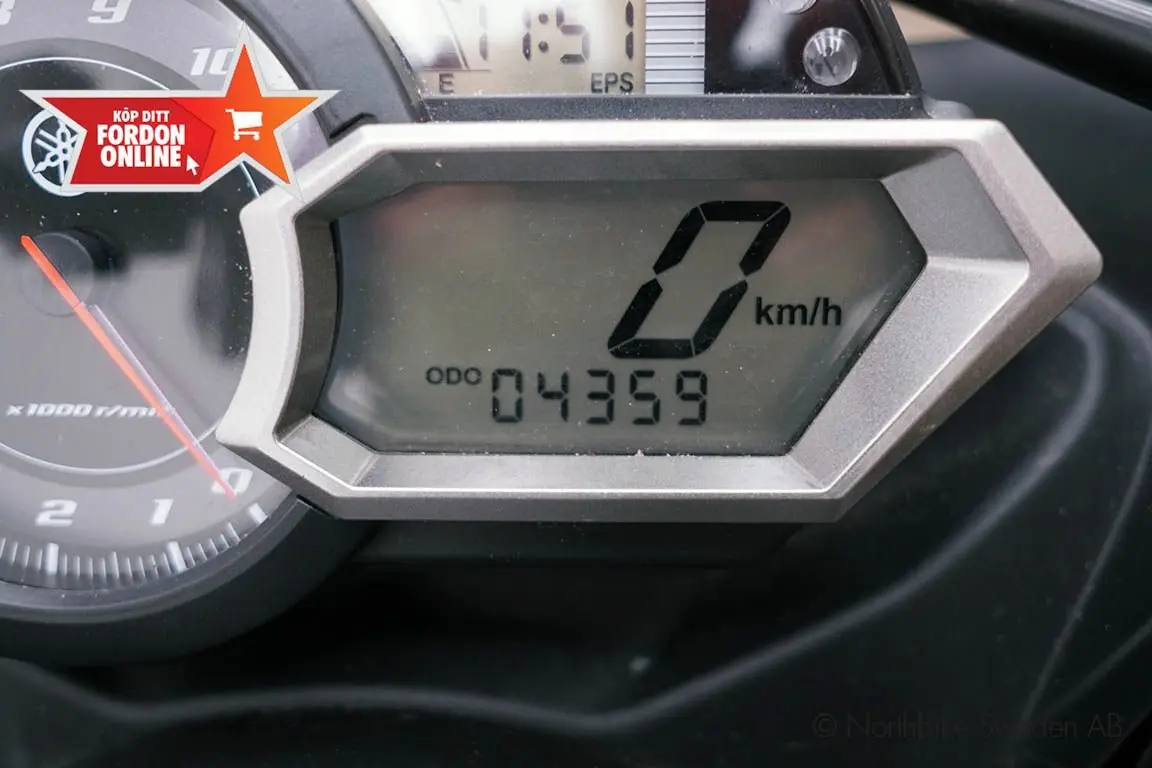 9
10
11:51
E
EPS
KÖP DITT
FORDON
ONLINE
0
km/h
ODO 04359
x1000 r/min
0
2 1
© Northbike Sweden AB